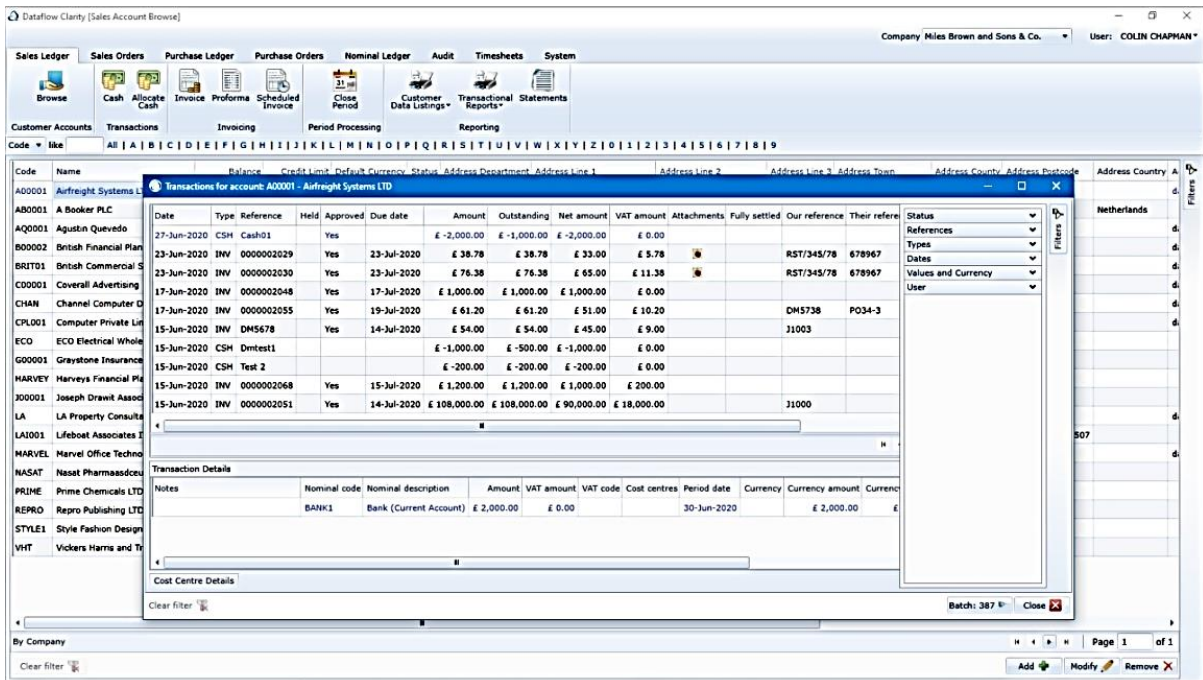 Dataflow Clarity [Sales Account Browse]
Company Miles Brown and Sons & Co. User: COLIN CHAPMAN
Sales Ledger Sales Orders Purchase Ledger Purchase Orders Nominal Ledger Audit Timesheets System
Browse Cash Allocate Cash Invoice Proforma Scheduled Invoice Close Period Customer Data Listings Transactional Reports Statements
Customer Accounts Transactions Invoicing Period Processing Reporting
Code like All | A | B | C | D | E | F | G | H | I | J | K | L | M | N | O | P | Q | R | S | T | U | V | W | X | Y | Z | 0 | 1 | 2 | 3 | 4 | 5 | 6 | 7 | 8 | 9
Code Name Balance Credit Limit Default Currency Status Address Department Address Line 1 Address Line 2 Address Line 3 Address Town Address County Address Postcode Address Country A
Filters
A00001 Airfreight Systems L
AB0001 A Booker PLC Netherlands
AQ0001 Agustin Quevedo
B00002 British Financial Plan
BRIT01 British Commercial S
C00001 Coverall Advertising
CHAN Channel Computer D
CPL001 Computer Private Lin
ECO ECO Electrical Whole
G00001 Graystone Insurance
HARVEY Harveys Financial Pla
J00001 Joseph Drawit Associ
LA LA Property Consulta
LAI001 Lifeboat Associates I 507
MARVEL Marvel Office Techno
NASAT Nasat Pharmaasdceu
PRIME Prime Chemicals LTD
REPRO Repro Publishing LTD
STYLE1 Style Fashion Design
VHT Vickers Harris and Tr
Transactions for account: A00001 - Airfreight Systems LTD
Date Type Reference Held Approved Due date Amount Outstanding Net amount VAT amount Attachments Fully settled Our reference Their refere
27-Jun-2020 CSH Cash01 Yes £ -2,000.00 £ -1,000.00 £ -2,000.00 £ 0.00
23-Jun-2020 INV 0000002029 Yes 23-Jul-2020 £ 38.78 £ 38.78 £ 33.00 £ 5.78 RST/345/78 678967
23-Jun-2020 INV 0000002030 Yes 23-Jul-2020 £ 76.38 £ 76.38 £ 65.00 £ 11.38 RST/345/78 678967
17-Jun-2020 INV 0000002048 Yes 17-Jul-2020 £ 1,000.00 £ 1,000.00 £ 1,000.00 £ 0.00
17-Jun-2020 INV 0000002055 Yes 19-Jul-2020 £ 61.20 £ 61.20 £ 51.00 £ 10.20 DM5738 PO34-3
15-Jun-2020 INV DM5678 Yes 14-Jul-2020 £ 54.00 £ 54.00 £ 45.00 £ 9.00 J1003
15-Jun-2020 CSH Dmtest1 £ -1,000.00 £ -500.00 £ -1,000.00 £ 0.00
15-Jun-2020 CSH Test 2 £ -200.00 £ -200.00 £ -200.00 £ 0.00
15-Jun-2020 INV 0000002068 Yes 15-Jul-2020 £ 1,200.00 £ 1,200.00 £ 1,000.00 £ 200.00
15-Jun-2020 INV 0000002051 Yes 14-Jul-2020 £ 108,000.00 £ 108,000.00 £ 90,000.00 £ 18,000.00 J1000
Status
References
Types
Dates
Values and Currency
User
Filters
Transaction Details
Notes Nominal code Nominal description Amount VAT amount VAT code Cost centres Period date Currency Currency amount Currenc
BANK1 Bank (Current Account) £ 2,000.00 £ 0.00 30-Jun-2020 £ 2,000.00 £
Cost Centre Details
Clear filter Batch: 387 Close
By Company Page 1 of 1
Clear filter Add Modify Remove